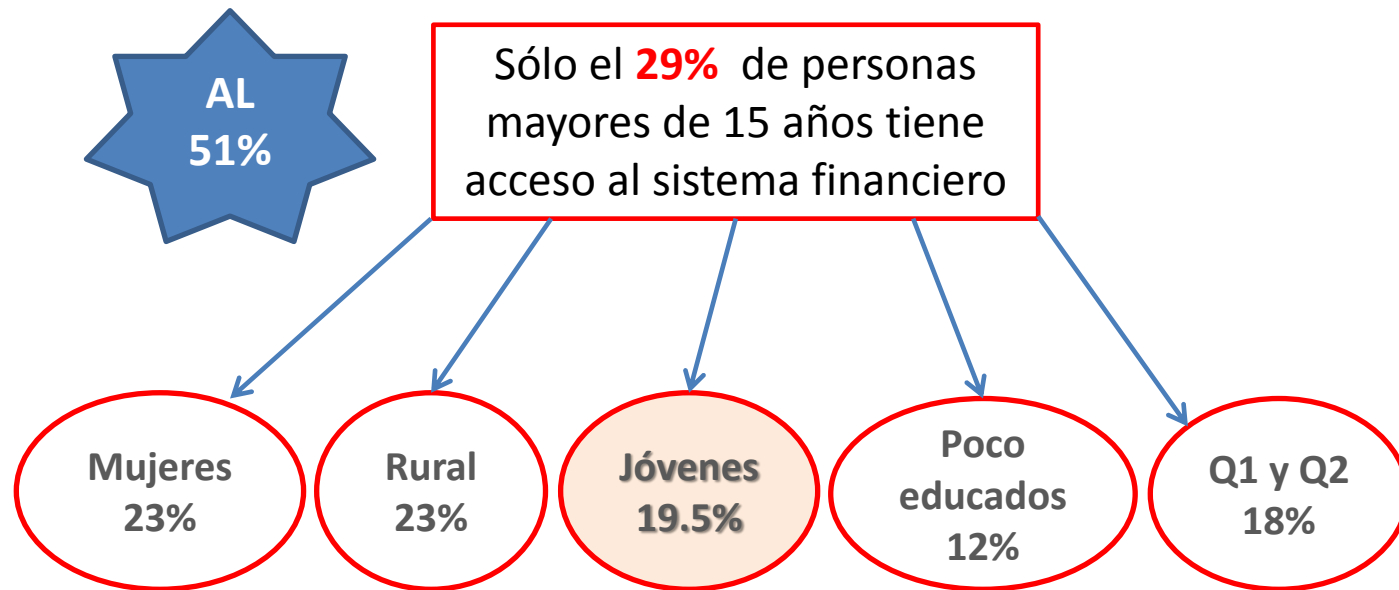 AL
51%
Sólo el 29% de personas
mayores de 15 años tiene
acceso al sistema financiero
Mujeres
23%
Rural
23%
Jóvenes
19.5%
Poco
educados
12%
Q1 y Q2
18%